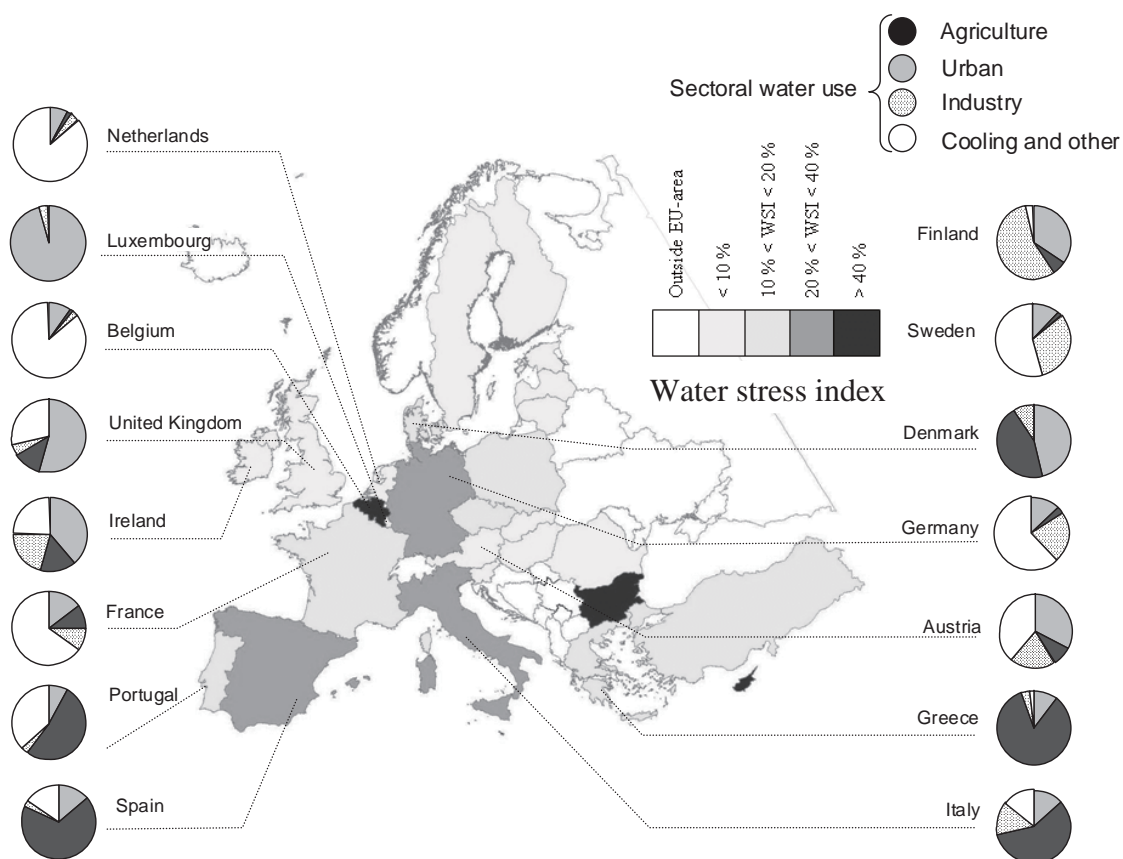 Agriculture
Urban
Sectoral water use
Industry
Cooling and other
Netherlands
Luxembourg
Belgium
United Kingdom
Ireland
France
Portugal
Spain
Outside EU-area
< 10 %
10 % < WSI < 20 %
20 % < WSI < 40 %
> 40 %
Water stress index
Finland
Sweden
Denmark
Germany
Austria
Greece
Italy